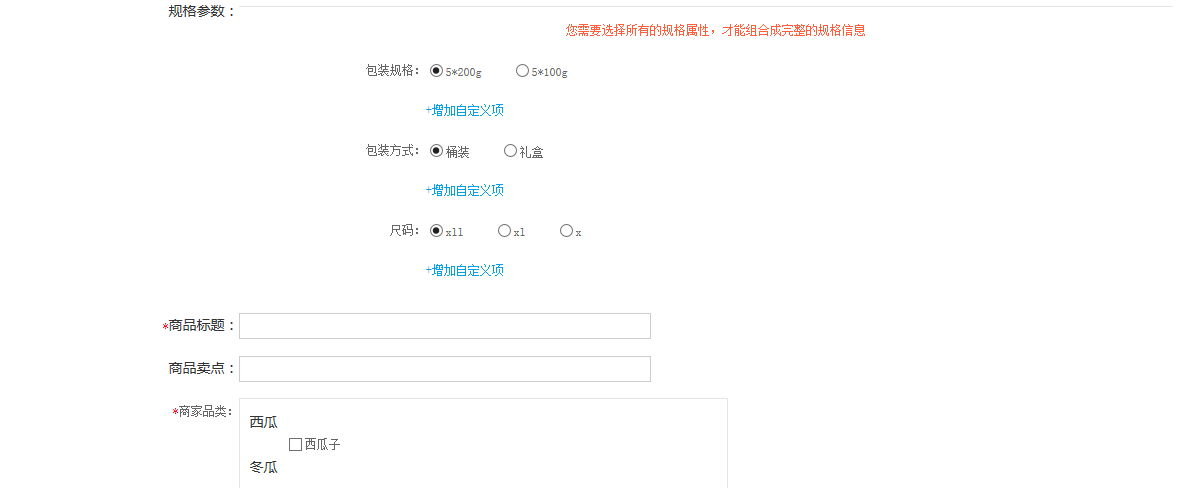 规格参数：
您需要选择所有的规格属性，才能组合成完整的规格信息
包装规格： 5*200g 5*100g
+增加自定义项
包装方式： 桶装 礼盒
+增加自定义项
尺码： xll xl x
+增加自定义项
*商品标题：
商品卖点：
*商家品类：
西瓜
西瓜子
冬瓜